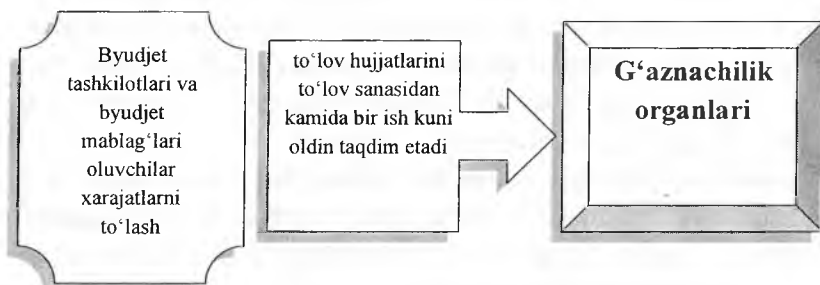 Byudjet
tashkilotlari va
byudjet
mablag‘lari
oluvchilar
xarajatlarni
to‘lash
to‘lov hujjatlarini
to‘lov sanasidan
kamida bir ish kuni
oldin taqdim etadi
G‘aznachilik
organlari